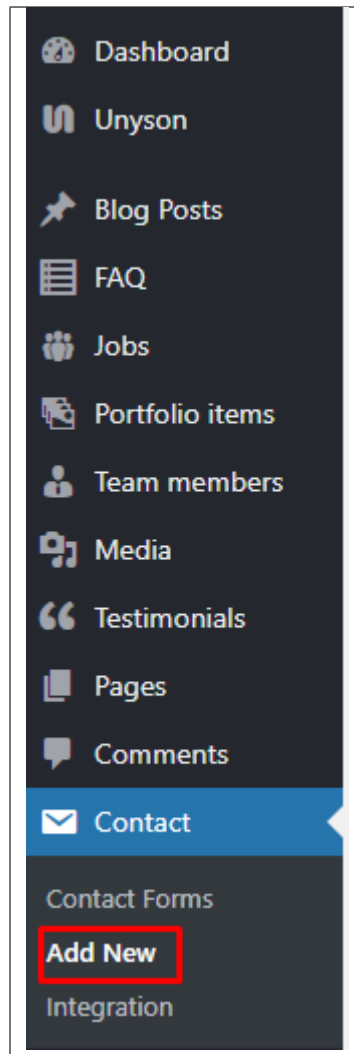 Dashboard
Unyson
Blog Posts
FAQ
Jobs
Portfolio items
Team members
Media
Testimonials
Pages
Comments
Contact
Contact Forms
Add New
Integration